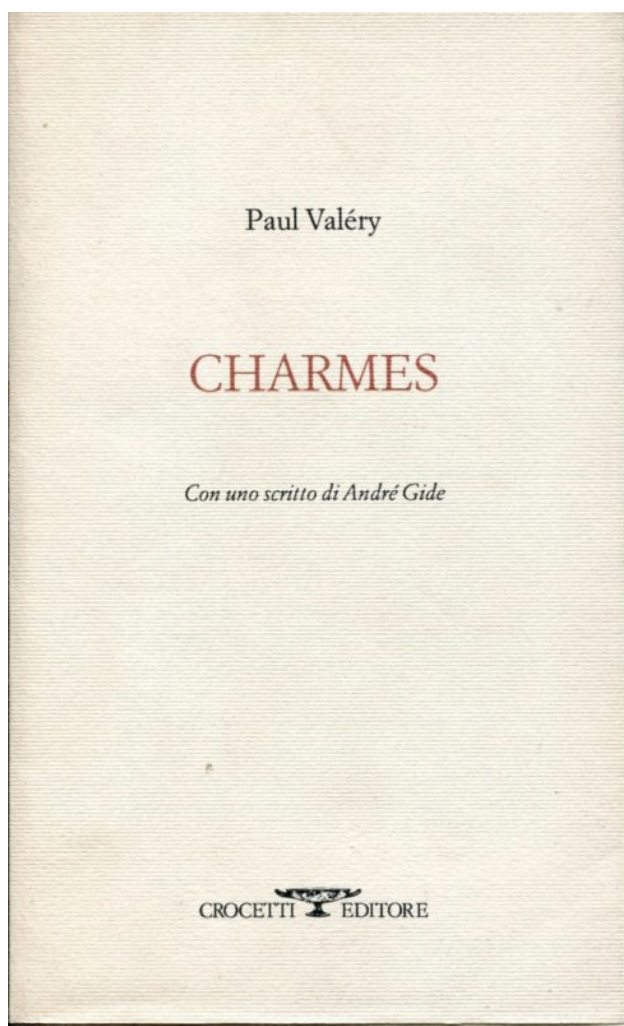 Paul Valéry
CHARMES
Con uno scritto di André Gide
CROCETTI EDITORE